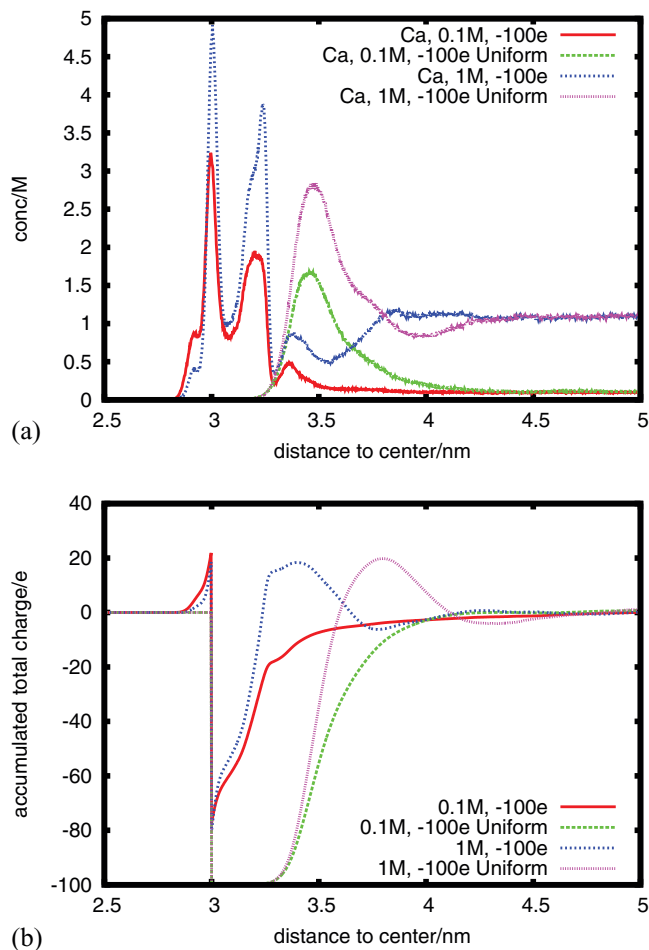 5
4.5
4
3.5
3
2.5
2
1.5
1
0.5
0
conc/M
Ca, 0.1M, -100e
Ca, 0.1M, -100e Uniform
Ca, 1M, -100e
Ca, 1M, -100e Uniform
2.5 3 3.5 4 4.5 5
distance to center/nm
(a)
40
20
0
-20
-40
-60
-80
-100
accumulated total charge/e
0.1M, -100e
0.1M, -100e Uniform
1M, -100e
1M, -100e Uniform
2.5 3 3.5 4 4.5 5
distance to center/nm
(b)